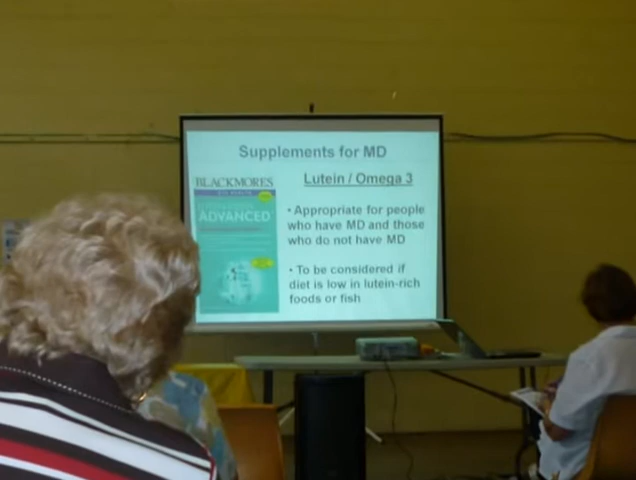 Supplements for MD
BLACKMORES
ADVANCED
Lutein / Omega 3
• Appropriate for people
who have MD and those
who do not have MD
• To be considered if
diet is low in lutein-rich
foods or fish